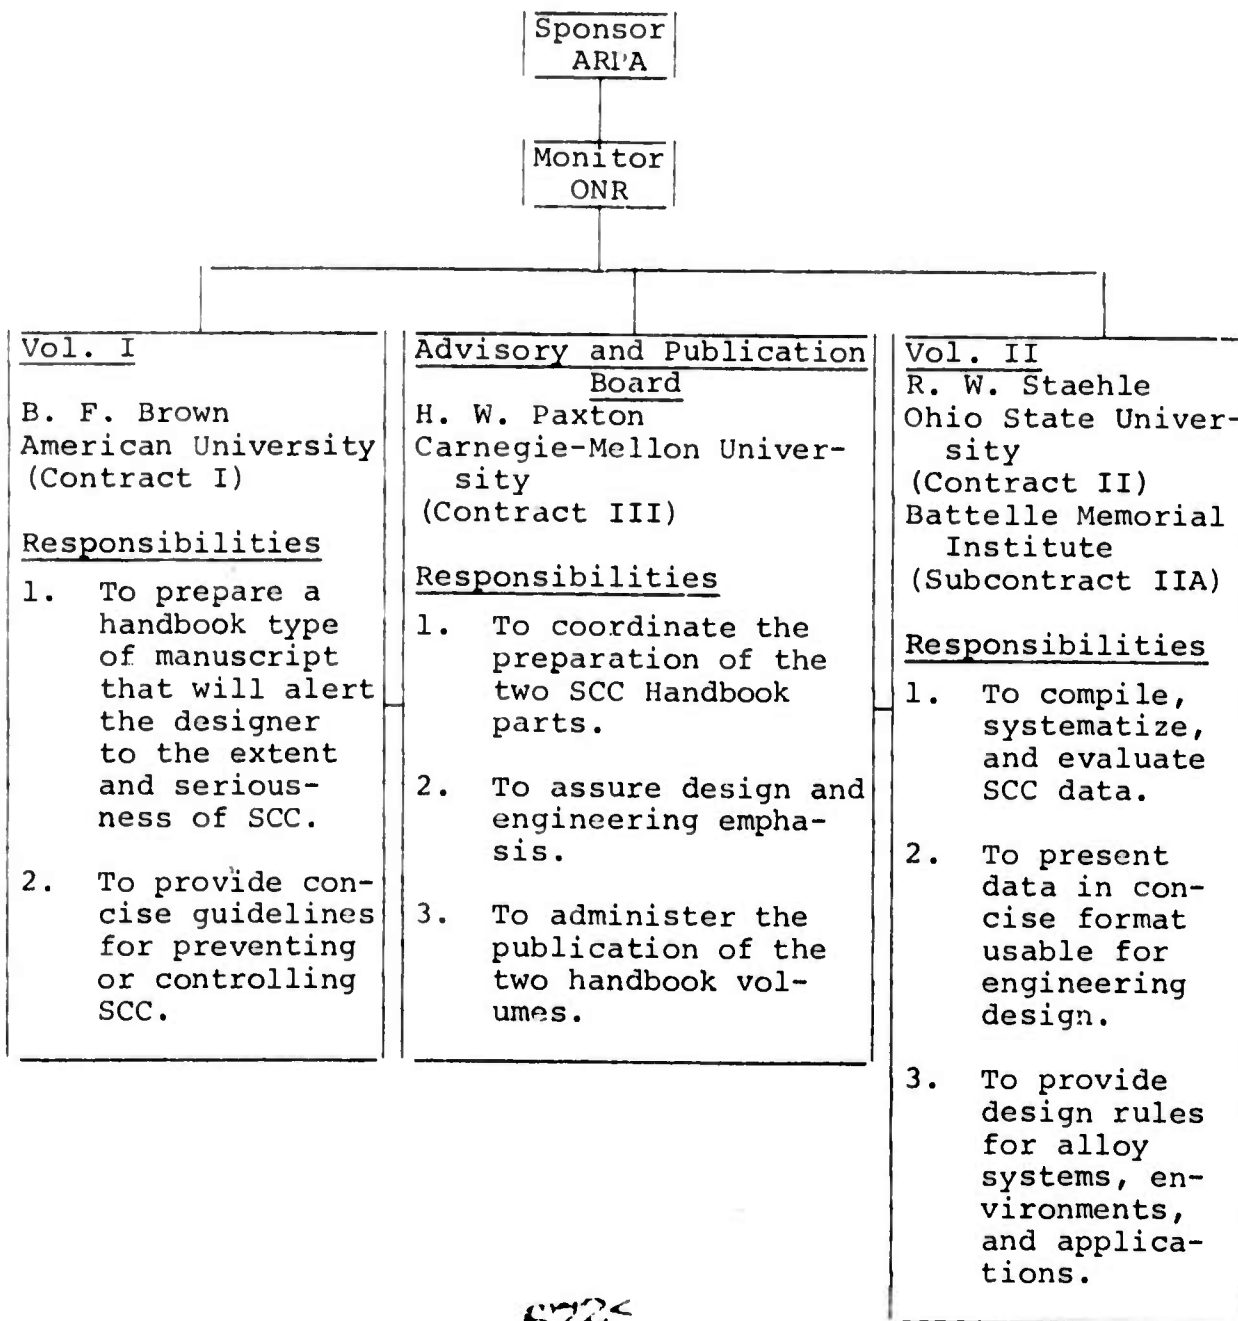 Sponsor
ARPA
Monitor
ONR
Vol. I
B. F. Brown
American University
(Contract I)
Responsibilities
1. To prepare a
handbook type
of manuscript
that will alert
the designer
to the extent
and serious-
ness of SCC.
2. To provide con-
cise guidelines
for preventing
or controlling
SCC.
Advisory and Publication
Board
H. W. Paxton
Carnegie-Mellon Univer-
sity
(Contract III)
Responsibilities
1. To coordinate the
preparation of the
two SCC Handbook
parts.
2. To assure design and
engineering empha-
sis.
3. To administer the
publication of the
two handbook vol-
umes.
Vol. II
R. W. Staehle
Ohio State Univer-
sity
(Contract II)
Battelle Memorial
Institute
(Subcontract IIA)
Responsibilities
1. To compile,
systematize,
and evaluate
SCC data.
2. To present
data in con-
cise format
usable for
engineering
design.
3. To provide
design rules
for alloy
systems, en-
vironments,
and applica-
tions.